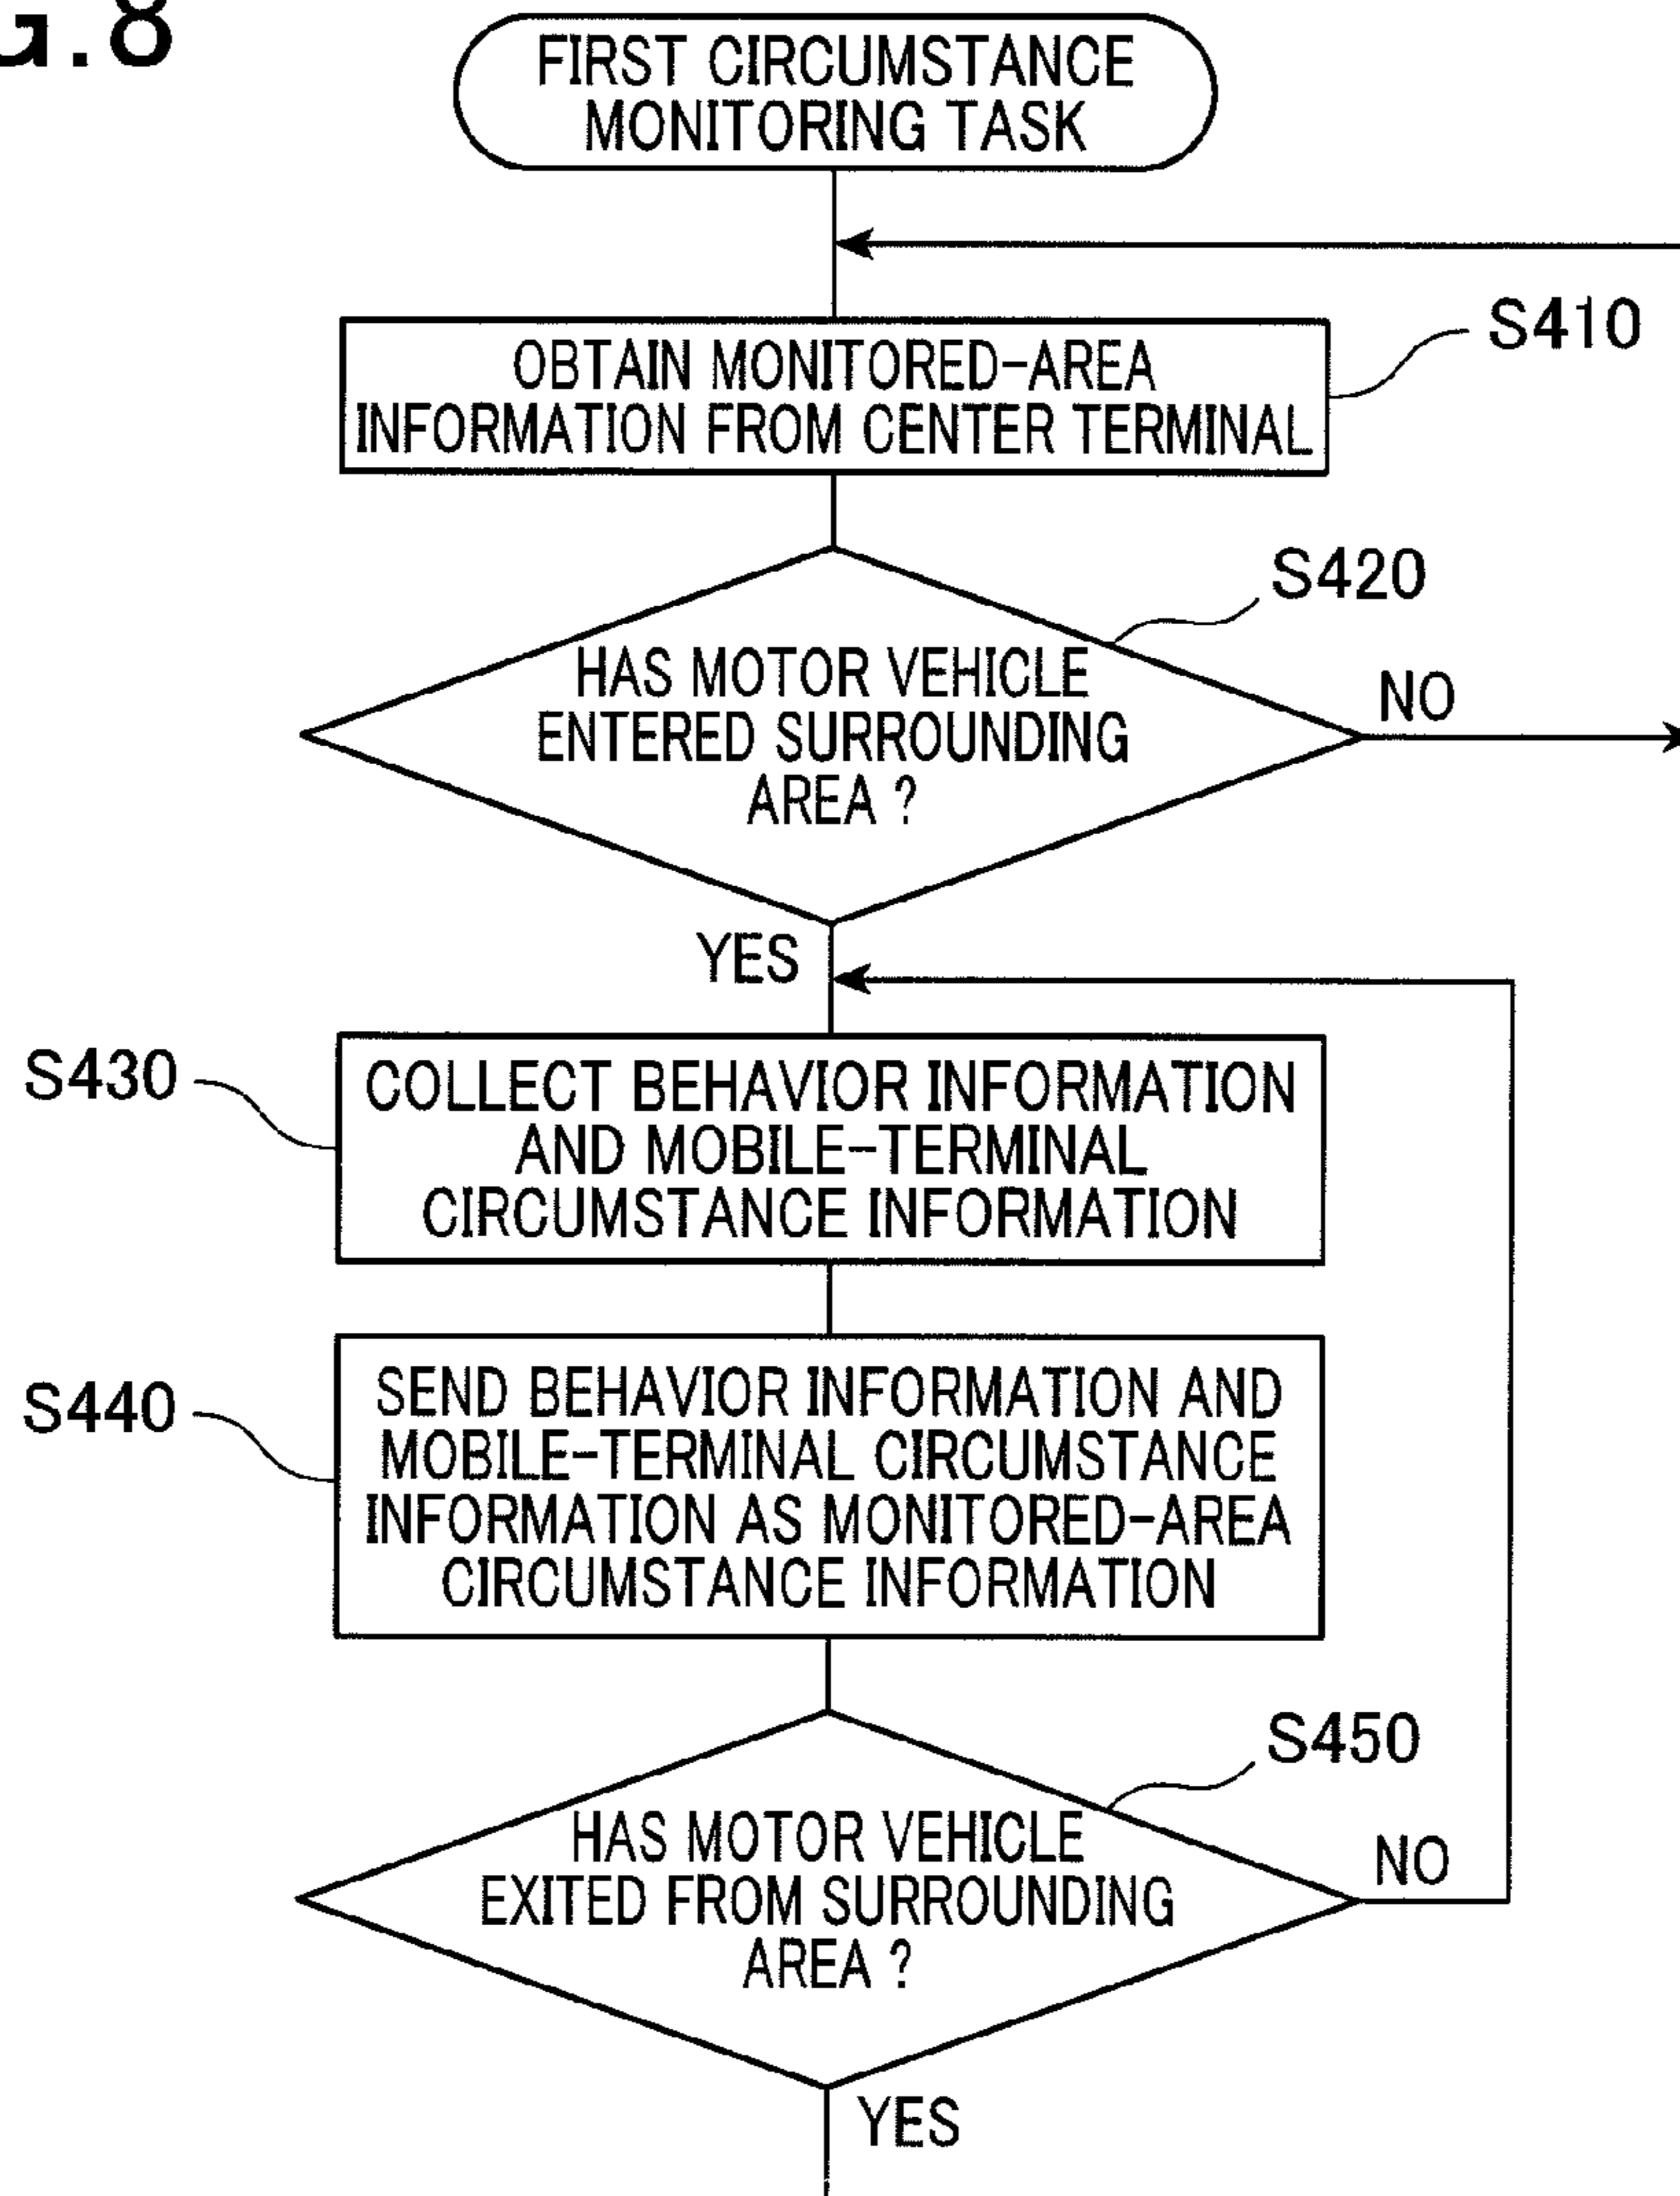 G.8
FIRST CIRCUMSTANCE
MONITORING TASK
S410
OBTAIN MONITORED-AREA
INFORMATION FROM CENTER TERMINAL
S420
HAS MOTOR VEHICLE
ENTERED SURROUNDING
AREA ?
NO
YES
S430
COLLECT BEHAVIOR INFORMATION
AND MOBILE-TERMINAL
CIRCUMSTANCE INFORMATION
S440
SEND BEHAVIOR INFORMATION AND
MOBILE-TERMINAL CIRCUMSTANCE
INFORMATION AS MONITORED-AREA
CIRCUMSTANCE INFORMATION
S450
HAS MOTOR VEHICLE
EXITED FROM SURROUNDING
AREA ?
NO
YES